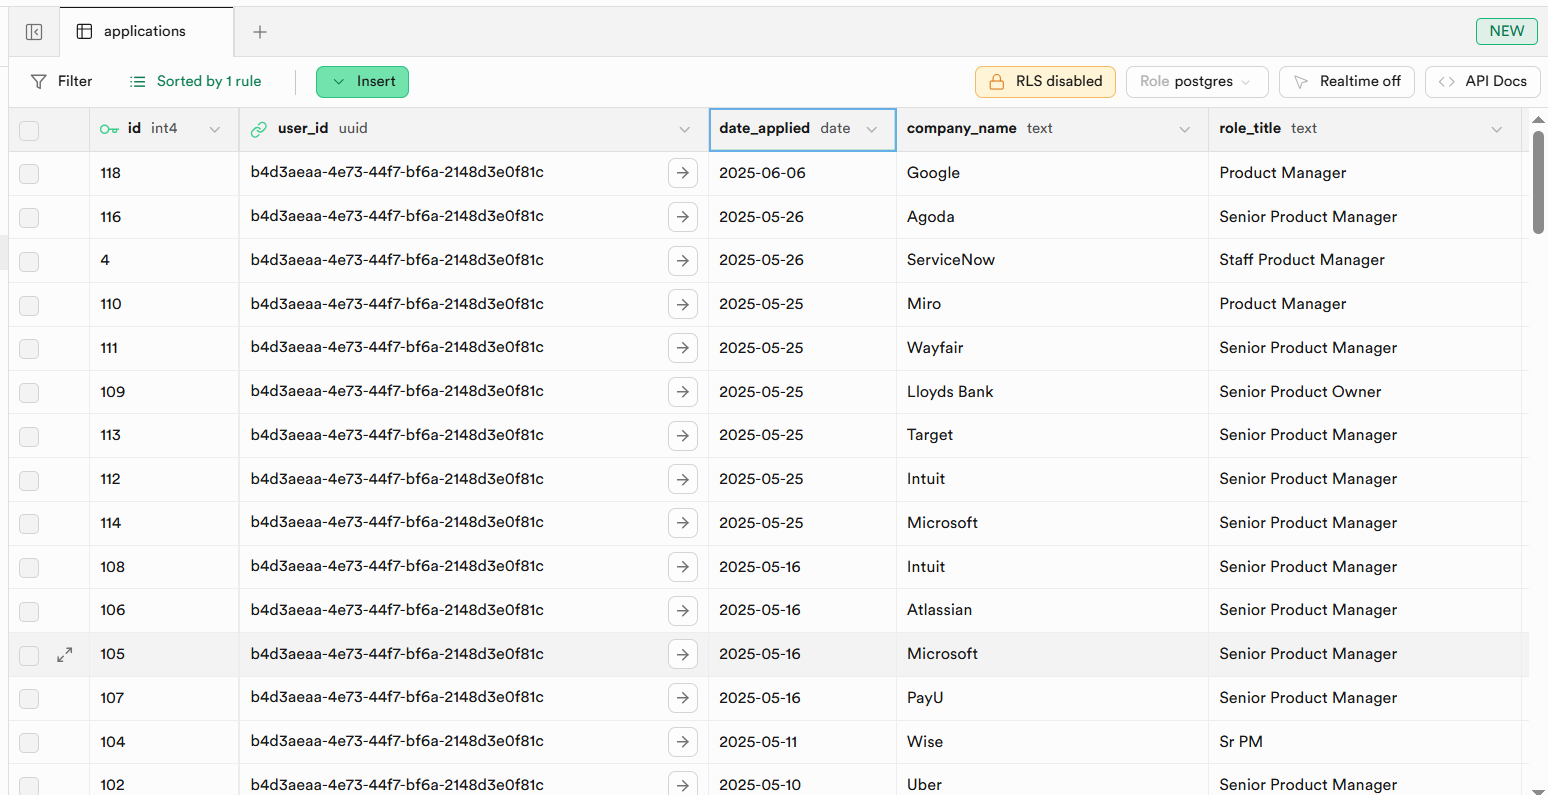 applications
NEW
Filter Sorted by 1 rule Insert RLS disabled Role postgres Realtime off API Docs
id int4 user_id uuid date_applied date company_name text role_title text
118 b4d3aeaa-4e73-44f7-bf6a-2148d3e0f81c 2025-06-06 Google Product Manager
116 b4d3aeaa-4e73-44f7-bf6a-2148d3e0f81c 2025-05-26 Agoda Senior Product Manager
4 b4d3aeaa-4e73-44f7-bf6a-2148d3e0f81c 2025-05-26 ServiceNow Staff Product Manager
110 b4d3aeaa-4e73-44f7-bf6a-2148d3e0f81c 2025-05-25 Miro Product Manager
111 b4d3aeaa-4e73-44f7-bf6a-2148d3e0f81c 2025-05-25 Wayfair Senior Product Manager
109 b4d3aeaa-4e73-44f7-bf6a-2148d3e0f81c 2025-05-25 Lloyds Bank Senior Product Owner
113 b4d3aeaa-4e73-44f7-bf6a-2148d3e0f81c 2025-05-25 Target Senior Product Manager
112 b4d3aeaa-4e73-44f7-bf6a-2148d3e0f81c 2025-05-25 Intuit Senior Product Manager
114 b4d3aeaa-4e73-44f7-bf6a-2148d3e0f81c 2025-05-25 Microsoft Senior Product Manager
108 b4d3aeaa-4e73-44f7-bf6a-2148d3e0f81c 2025-05-16 Intuit Senior Product Manager
106 b4d3aeaa-4e73-44f7-bf6a-2148d3e0f81c 2025-05-16 Atlassian Senior Product Manager
105 b4d3aeaa-4e73-44f7-bf6a-2148d3e0f81c 2025-05-16 Microsoft Senior Product Manager
107 b4d3aeaa-4e73-44f7-bf6a-2148d3e0f81c 2025-05-16 PayU Senior Product Manager
104 b4d3aeaa-4e73-44f7-bf6a-2148d3e0f81c 2025-05-11 Wise Sr PM
102 b4d3aeaa-4e73-44f7-bf6a-2148d3e0f81c 2025-05-10 Uber Senior Product Manager